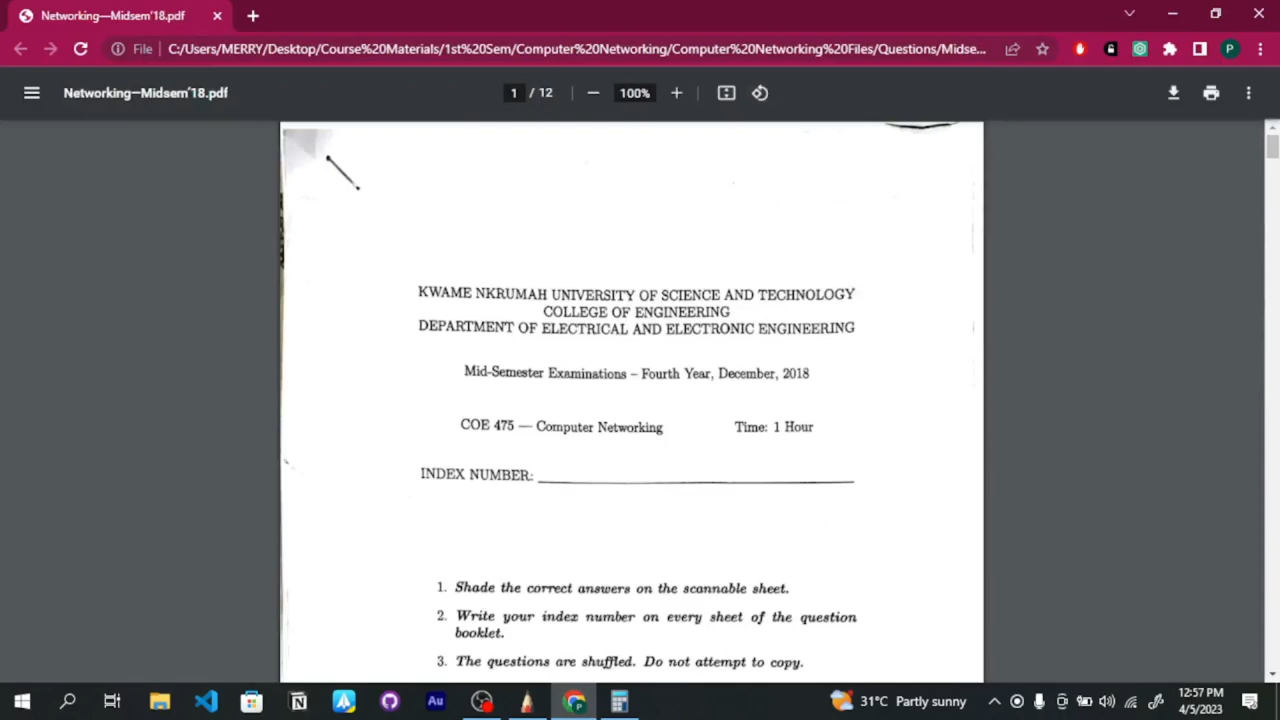 Networking—Midsem'18.pdf
File
C:/Users/MERRY/Desktop/Course%20Materials/1st%20Sem/Computer%20Networking/Computer%20Networking%20Files/Questions/Midse...
P
Networking—Midsem'18.pdf
1 / 12
100%
KWAME NKRUMAH UNIVERSITY OF SCIENCE AND TECHNOLOGY
COLLEGE OF ENGINEERING
DEPARTMENT OF ELECTRICAL AND ELECTRONIC ENGINEERING
Mid-Semester Examinations – Fourth Year, December, 2018
COE 475 — Computer Networking Time: 1 Hour
INDEX NUMBER:
1. Shade the correct answers on the scannable sheet.
2. Write your index number on every sheet of the question
booklet.
3. The questions are shuffled. Do not attempt to copy.
Au
31°C Partly sunny
12:57 PM
4/5/2023